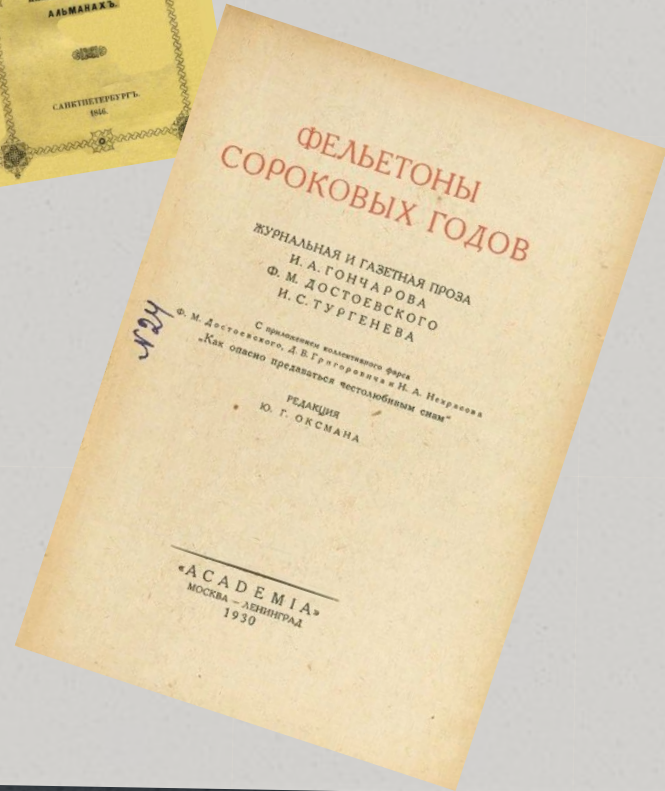 АЛЬМАНАХЪ.
САНКТПЕТЕРБУРГЪ.
1846.
ФЕЛЬЕТОНЫ
СОРОКОВЫХ ГОДОВ
ЖУРНАЛЬНАЯ И ГАЗЕТНАЯ ПРОЗА
И. А. ГОНЧАРОВА
Ф. М. ДОСТОЕВСКОГО
И. С. ТУРГЕНЕВА
С приложением коллективного фарса
Ф. М. Достоевского, Д. В. Григоровича и Н. А. Некрасова
„Как опасно предаваться честолюбивым снам“
РЕДАКЦИЯ
Ю. Г. ОКСМАНА
«ACADEMIA»
МОСКВА — ЛЕНИНГРАД
1930